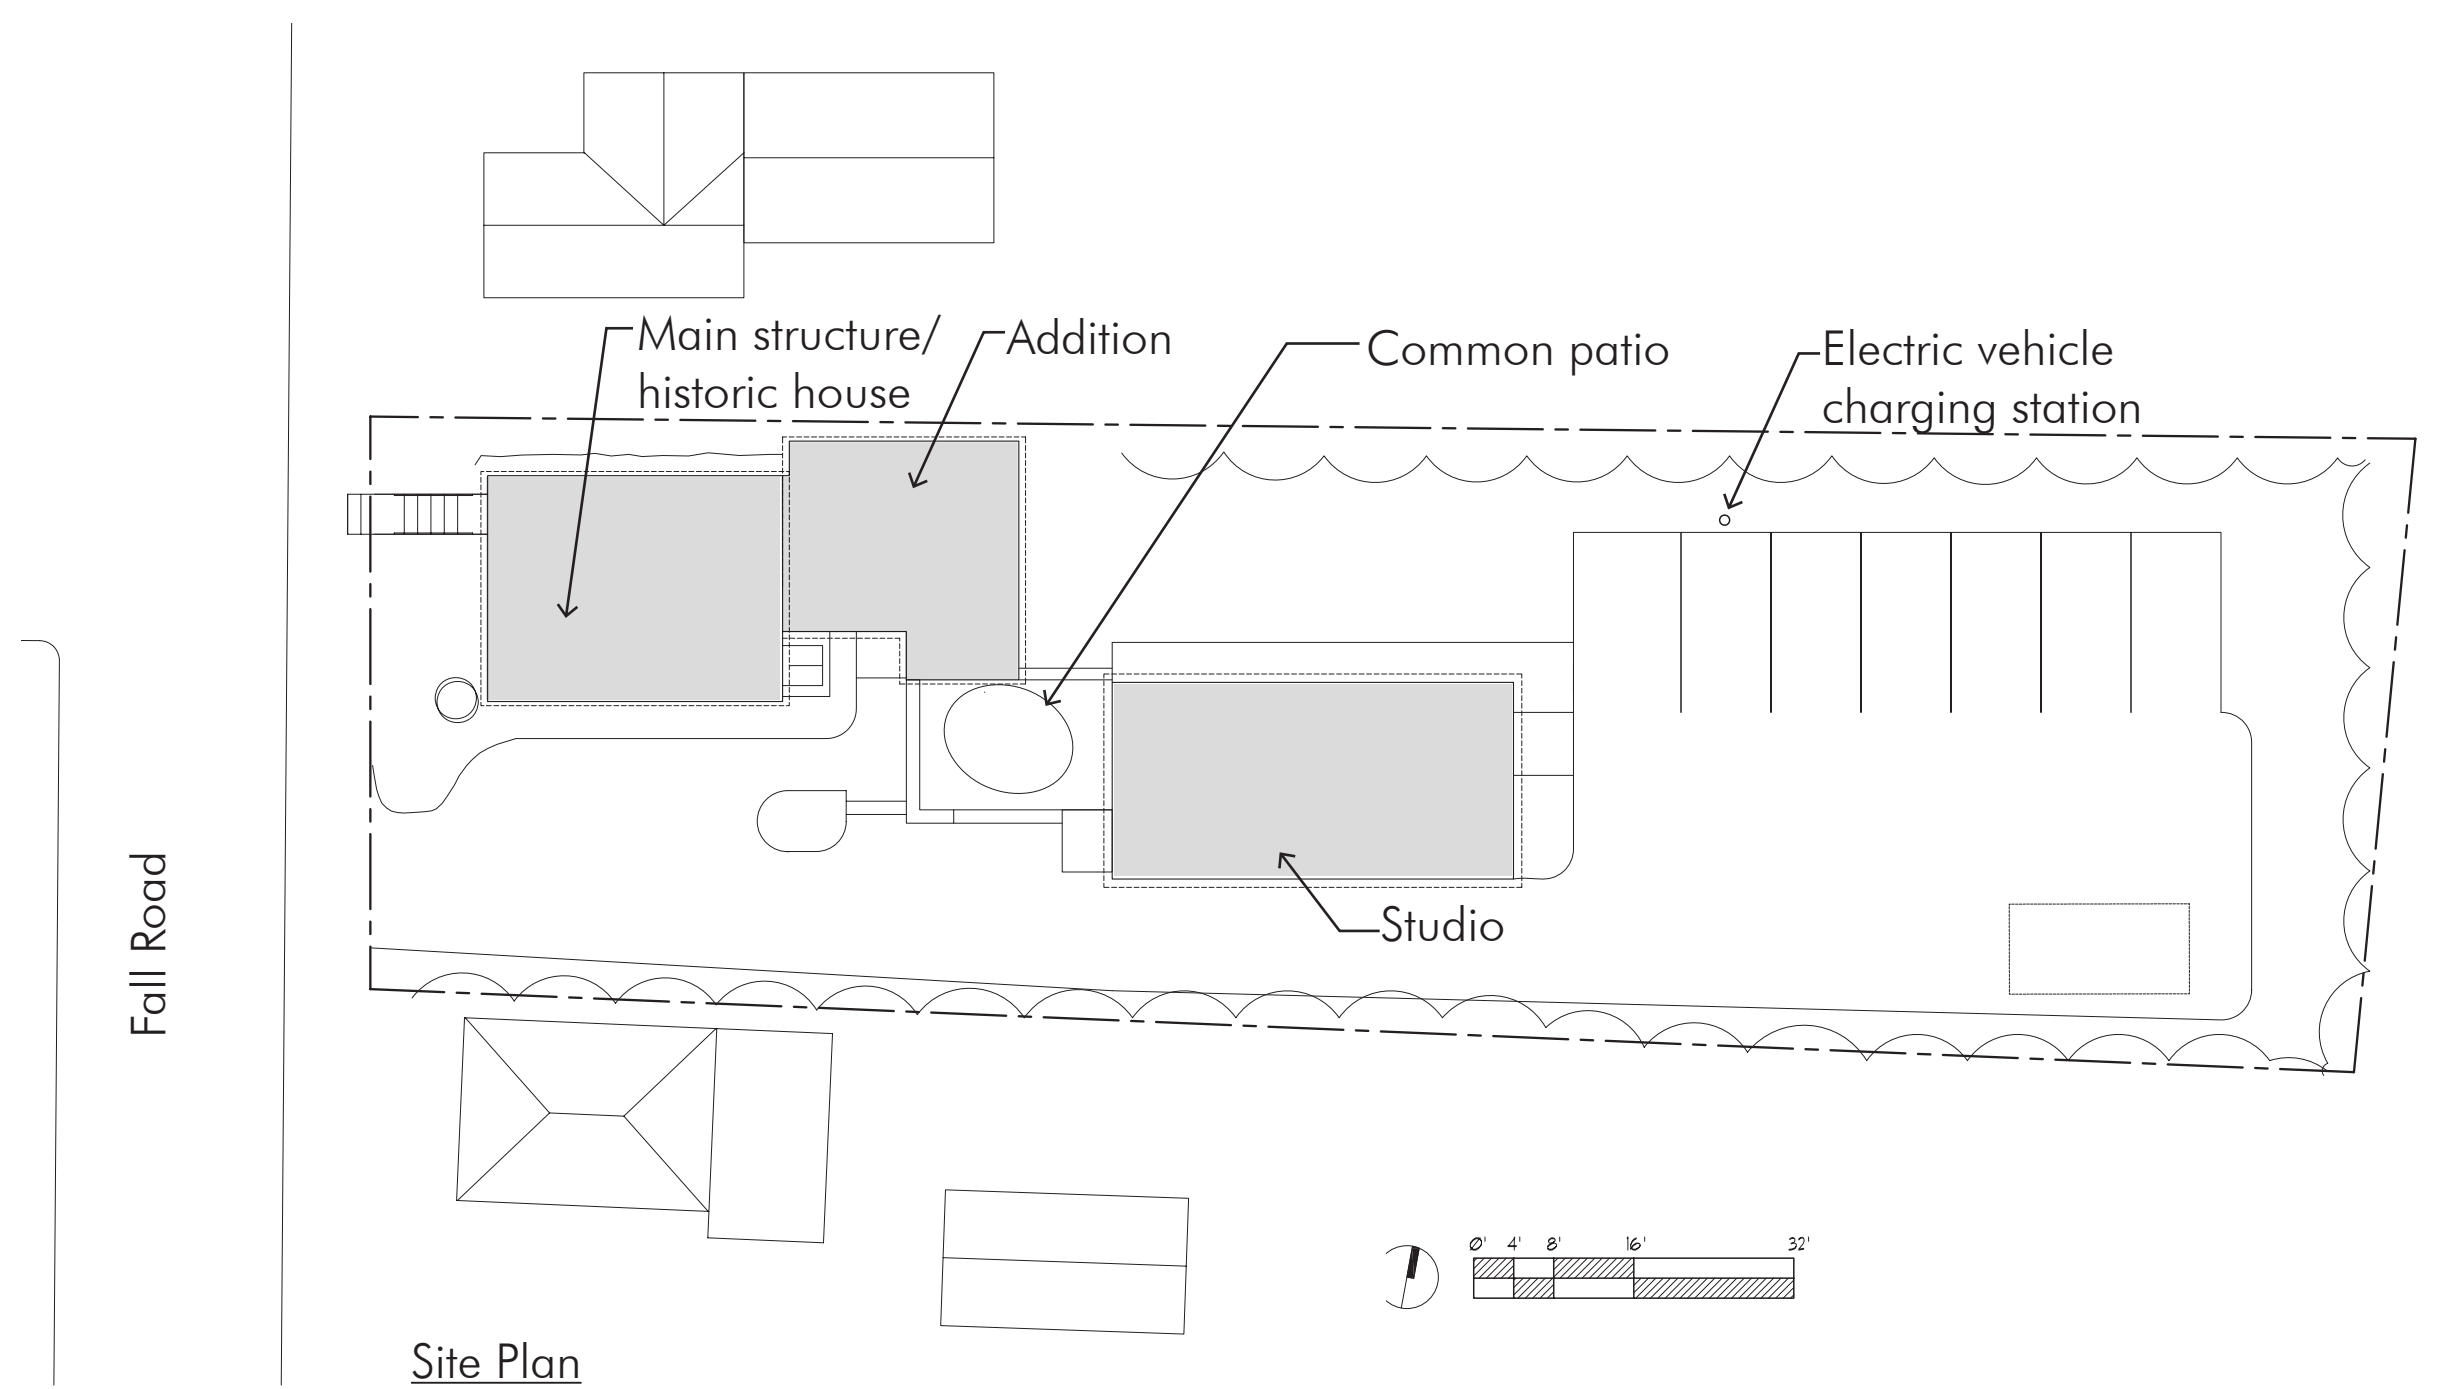 Main structure/
historic house
Addition
Common patio
Electric vehicle
charging station
Fall Road
Studio
0' 4' 8' 16' 32'
Site Plan